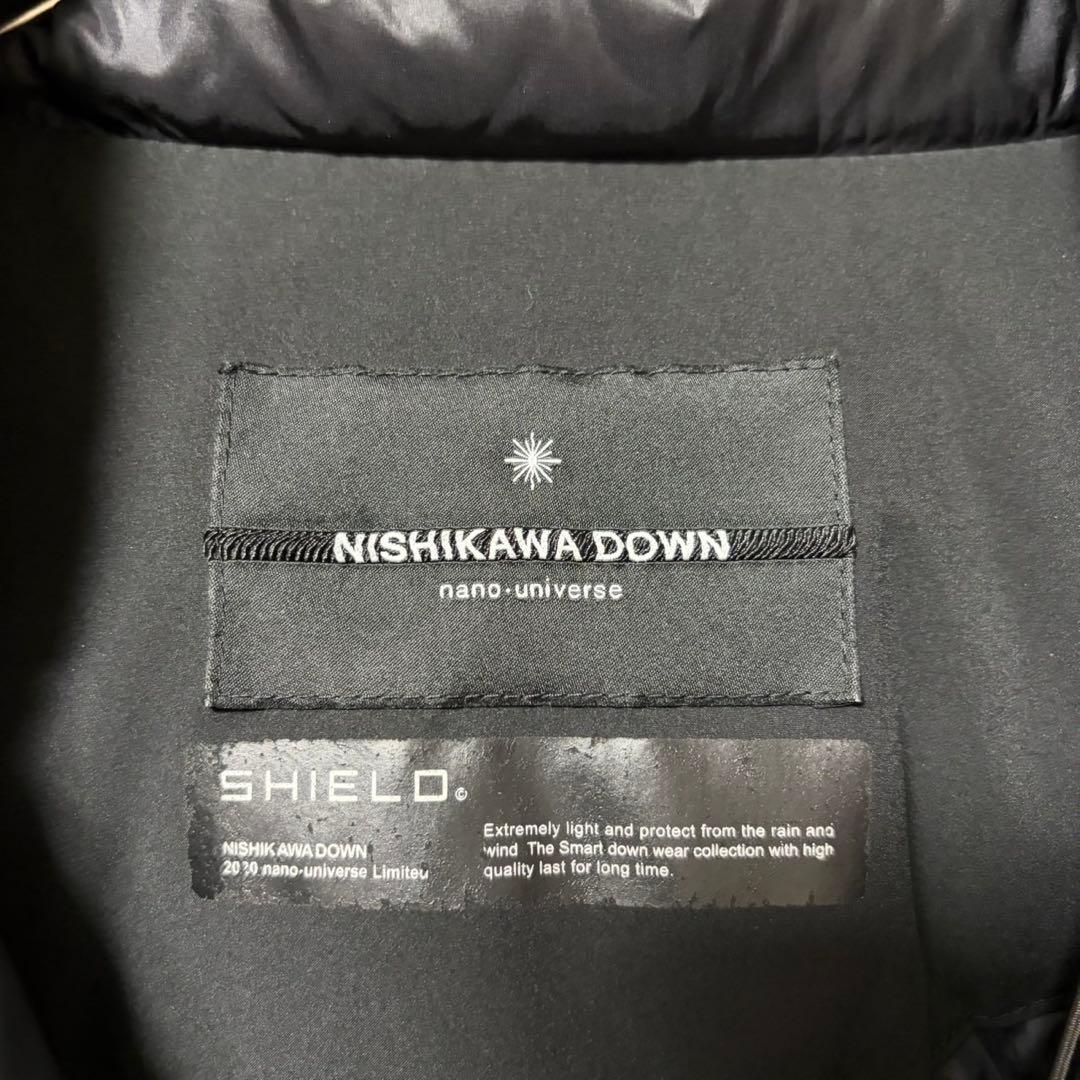 NISHIKAWA DOWN
nano·universe
SHIELD©
NISHIKAWA DOWN
2020 nano·universe Limited
Extremely light and protect from the rain and
wind The Smart down wear collection with high
quality last for long time.